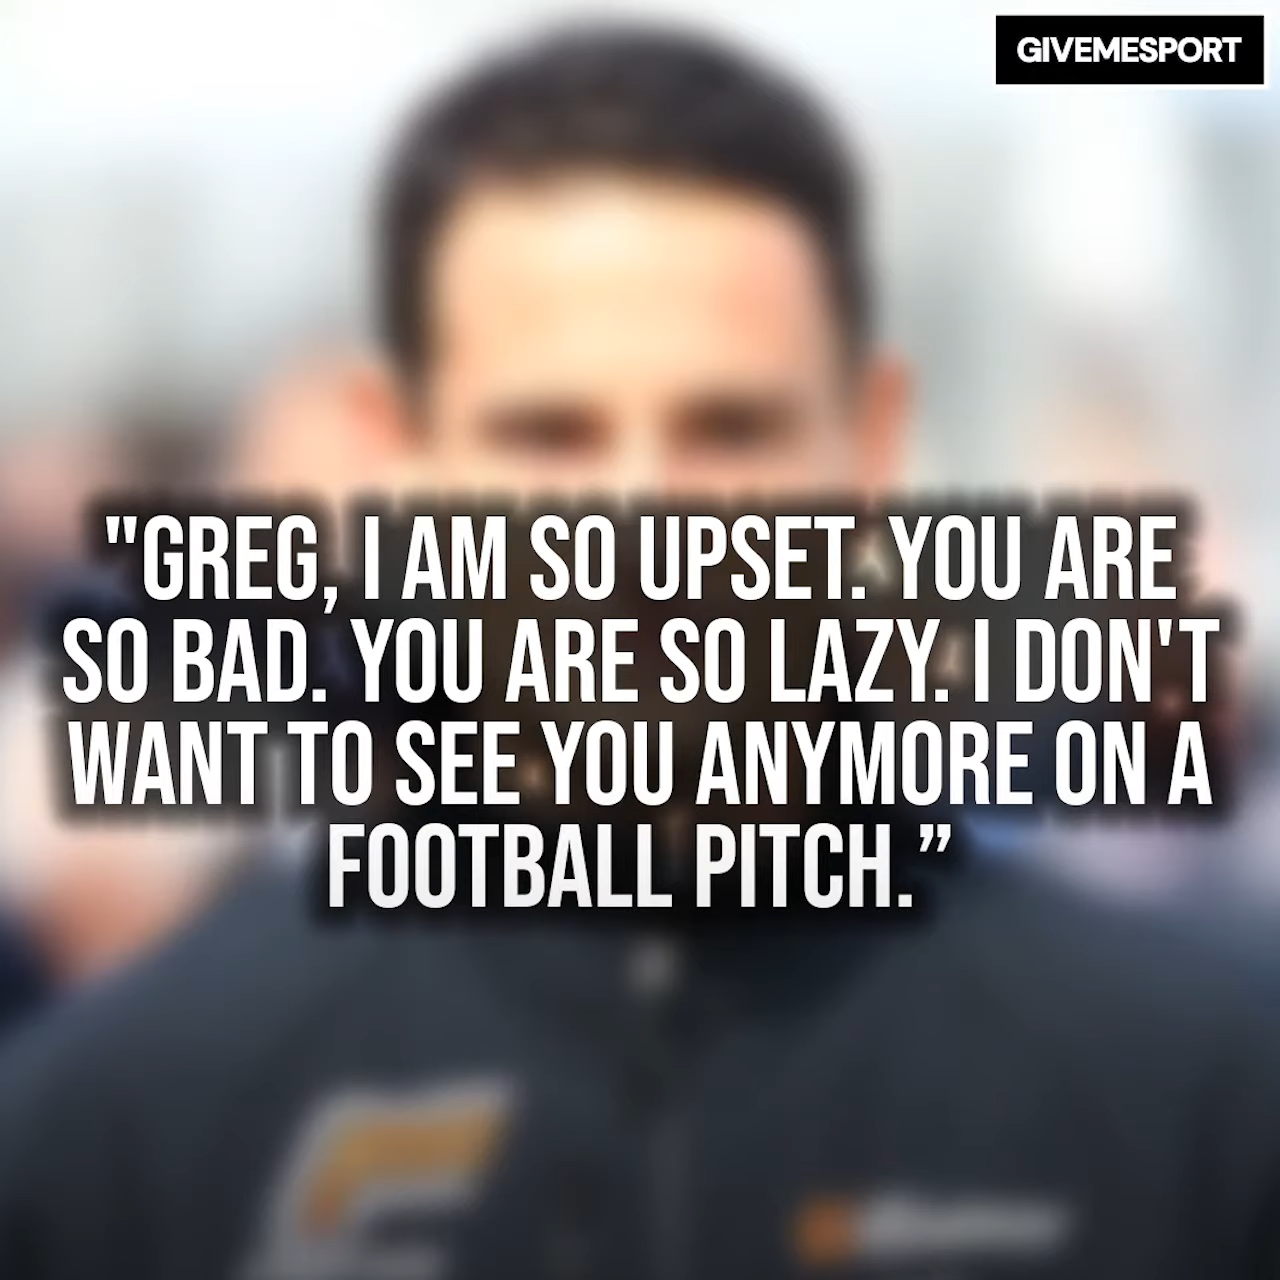 GIVEMESPORT
"GREG, I AM SO UPSET. YOU ARE
SO BAD. YOU ARE SO LAZY. I DON'T
WANT TO SEE YOU ANYMORE ON A
FOOTBALL PITCH.”